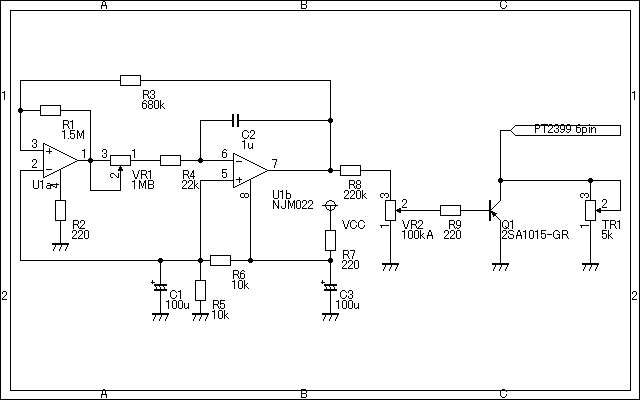 A B C
1 1
R3
680k
R1
1.5M
C2
1u
PT2399 6pin
3 1 3 1 6 7
2
U1a 4
2
VR1
1MB
R4
22k
5
8
U1b
NJM022
R8
220k
R2
220
VCC
3
2
1
VR2
100kA
R9
220
Q1
2SA1015-GR
3
2
1
TR1
5k
R7
220
R6
10k
2 2
C1
100u
R5
10k
C3
100u
A B C